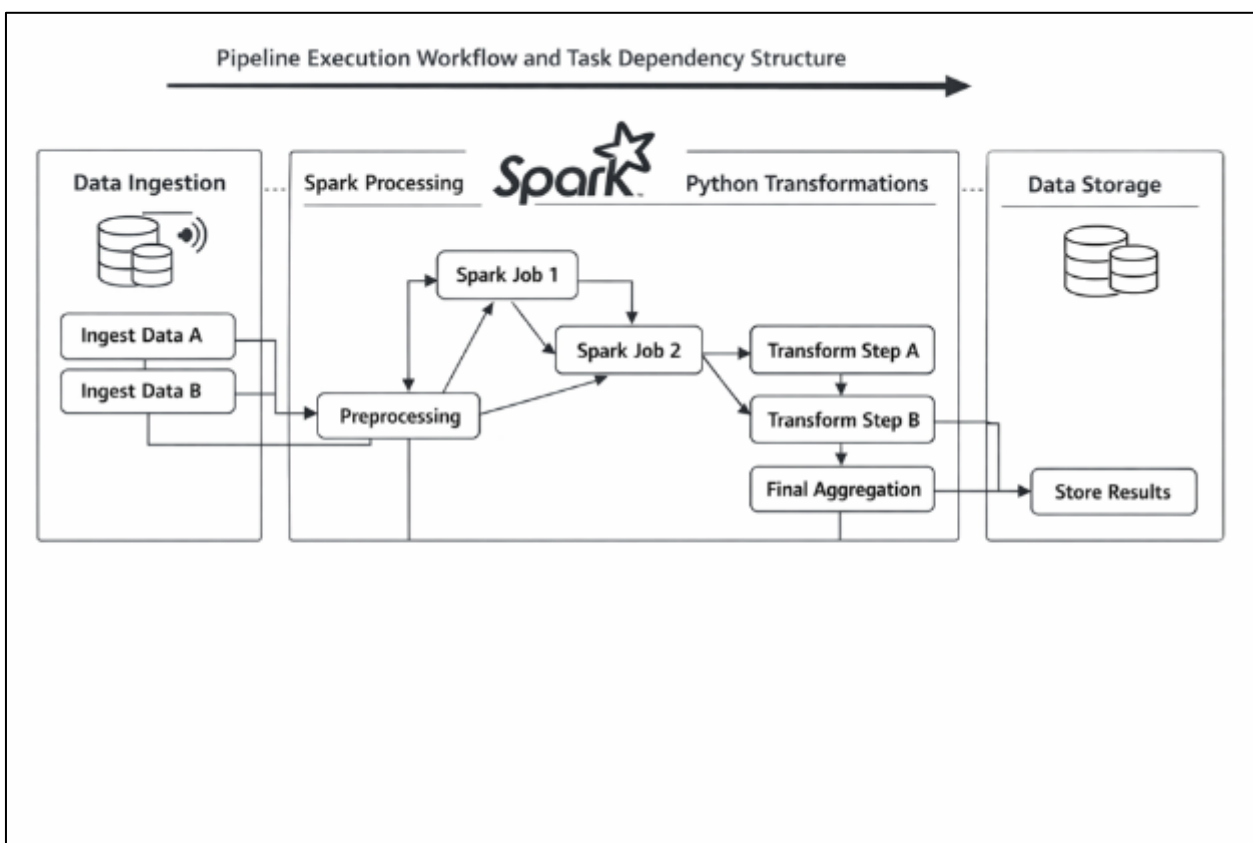 Pipeline Execution Workflow and Task Dependency Structure
Data Ingestion
Spark Processing
Spark™
Python Transformations
Data Storage
Spark Job 1
Ingest Data A
Spark Job 2
Transform Step A
Ingest Data B
Preprocessing
Transform Step B
Final Aggregation
Store Results